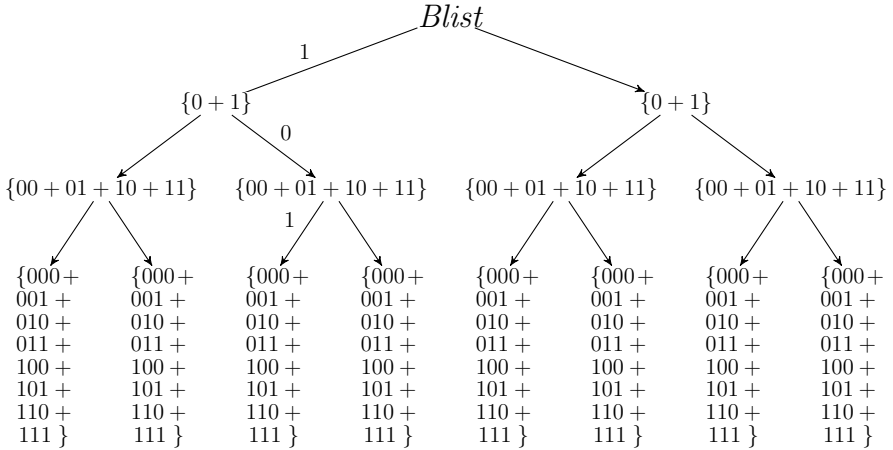 Blist
1
{0 + 1} {0 + 1}
0
{00 + 01 + 10 + 11} {00 + 01 + 10 + 11} {00 + 01 + 10 + 11} {00 + 01 + 10 + 11}
1
{000 + {000 + {000 + {000 + {000 + {000 + {000 + {000 +
001 + 001 + 001 + 001 + 001 + 001 + 001 + 001 +
010 + 010 + 010 + 010 + 010 + 010 + 010 + 010 +
011 + 011 + 011 + 011 + 011 + 011 + 011 + 011 +
100 + 100 + 100 + 100 + 100 + 100 + 100 + 100 +
101 + 101 + 101 + 101 + 101 + 101 + 101 + 101 +
110 + 110 + 110 + 110 + 110 + 110 + 110 + 110 +
111 } 111 } 111 } 111 } 111 } 111 } 111 } 111 }